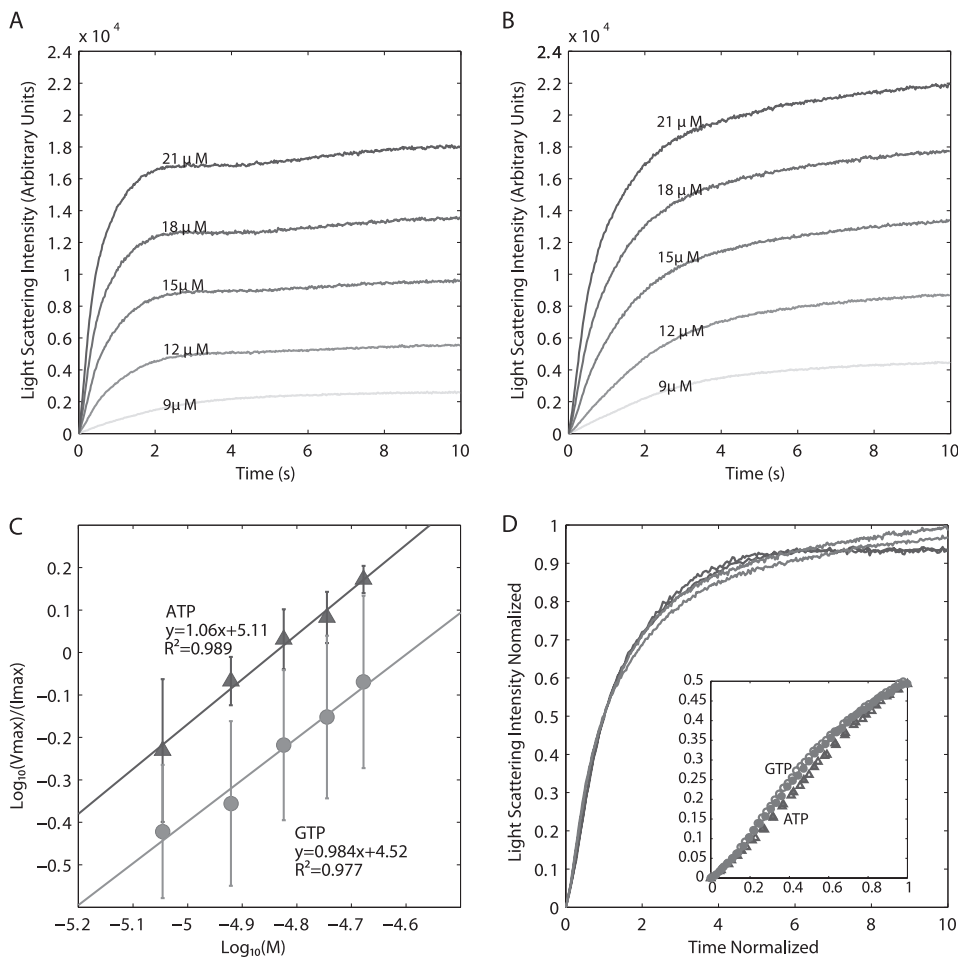 A
x 10⁴
Light Scattering Intensity (Arbitrary Units)
2.4
2.2
2
1.8
1.6
1.4
1.2
1
0.8
0.6
0.4
0.2
0
21 µ M
18 µ M
15µ M
12 µ M
9µ M
0
2
4
6
8
10
Time (s)
B
x 10⁴
Light Scattering Intensity (Arbitrary Units)
2.4
2.2
2
1.8
1.6
1.4
1.2
1
0.8
0.6
0.4
0.2
0
21 µ M
18 µ M
15µ M
12 µ M
9µ M
0
2
4
6
8
10
Time (s)
C
Log₁₀(Vmax)/(Imax)
0.2
0.1
0
−0.1
−0.2
−0.3
−0.4
−0.5
ATP
y=1.06x+5.11
R²=0.989
GTP
y=0.984x+4.52
R²=0.977
−5.2
−5.1
−5
−4.9
−4.8
−4.7
−4.6
Log₁₀(M)
D
Light Scattering Intensity Nomalized
1
0.9
0.8
0.7
0.6
0.5
0.4
0.3
0.2
0.1
0
0.5
0.45
0.4
0.35
0.3
0.25
0.2
0.15
0.1
0.05
0
GTP
ATP
0
0.2
0.4
0.6
0.8
1
0
2
4
6
8
10
Time Normalized